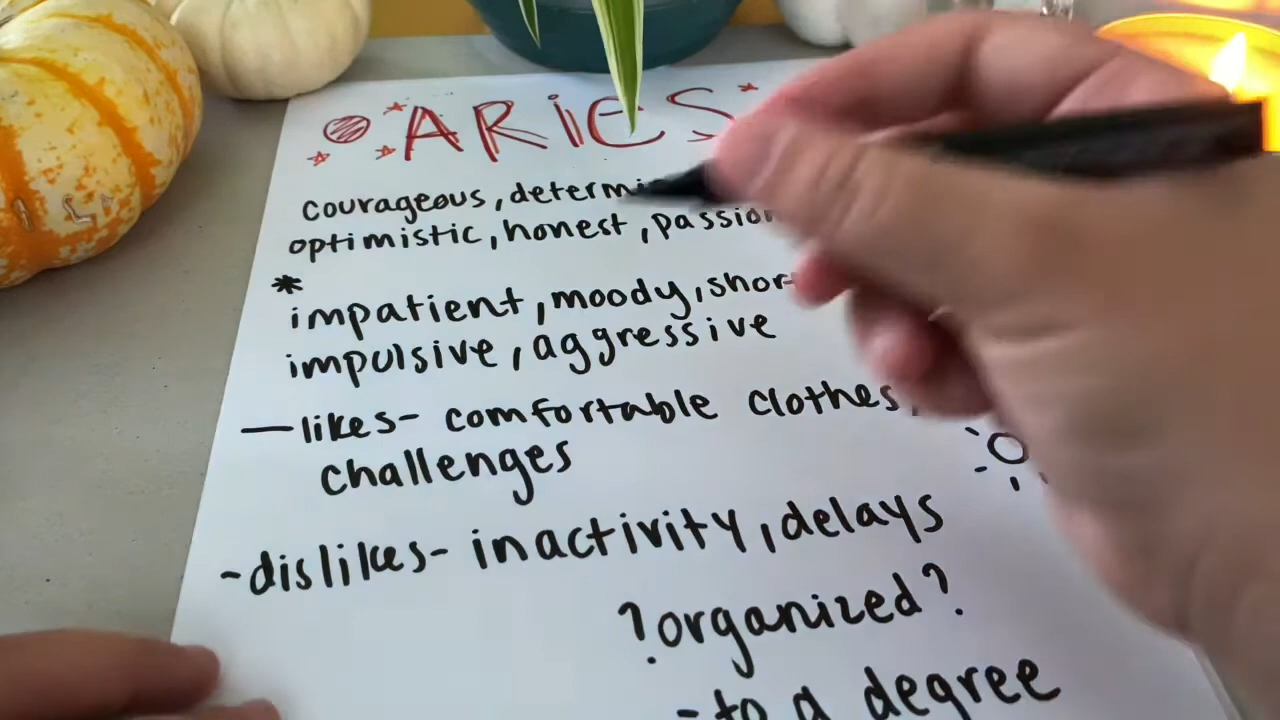 ARIES
courageous, determi
optimistic, honest, passion
*
impatient, moody, shor
impulsive, aggressive
— likes - comfortable clothes,
challenges
- dislikes - inactivity, delays
? organized ?
- to a degree